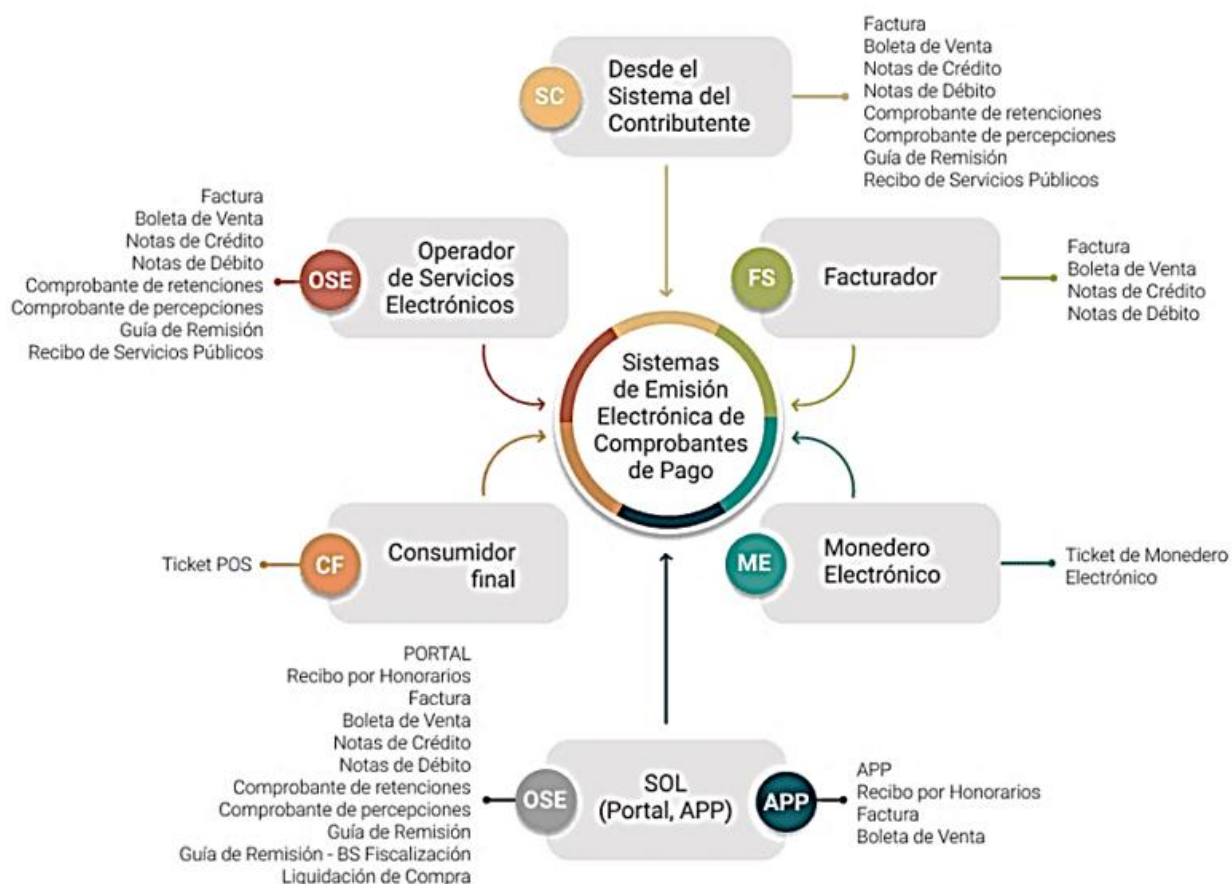 Factura
Boleta de Venta
Notas de Crédito
Notas de Débito
Comprobante de retenciones
Comprobante de percepciones
Guía de Remisión
Recibo de Servicios Públicos
SC
Desde el
Sistema del
Contributente
Factura
Boleta de Venta
Notas de Crédito
Notas de Débito
Comprobante de retenciones
Comprobante de percepciones
Guía de Remisión
Recibo de Servicios Públicos
OSE
Operador
de Servicios
Electrónicos
FS
Facturador
Factura
Boleta de Venta
Notas de Crédito
Notas de Débito
Sistemas
de Emisión
Electrónica de
Comprobantes
de Pago
Ticket POS
CF
Consumidor
final
ME
Monedero
Electrónico
Ticket de Monedero
Electrónico
PORTAL
Recibo por Honorarios
Factura
Boleta de Venta
Notas de Crédito
Notas de Débito
Comprobante de retenciones
Comprobante de percepciones
Guía de Remisión
Guía de Remisión - BS Fiscalización
Liquidación de Compra
OSE
SOL
(Portal, APP)
APP
APP
Recibo por Honorarios
Factura
Boleta de Venta